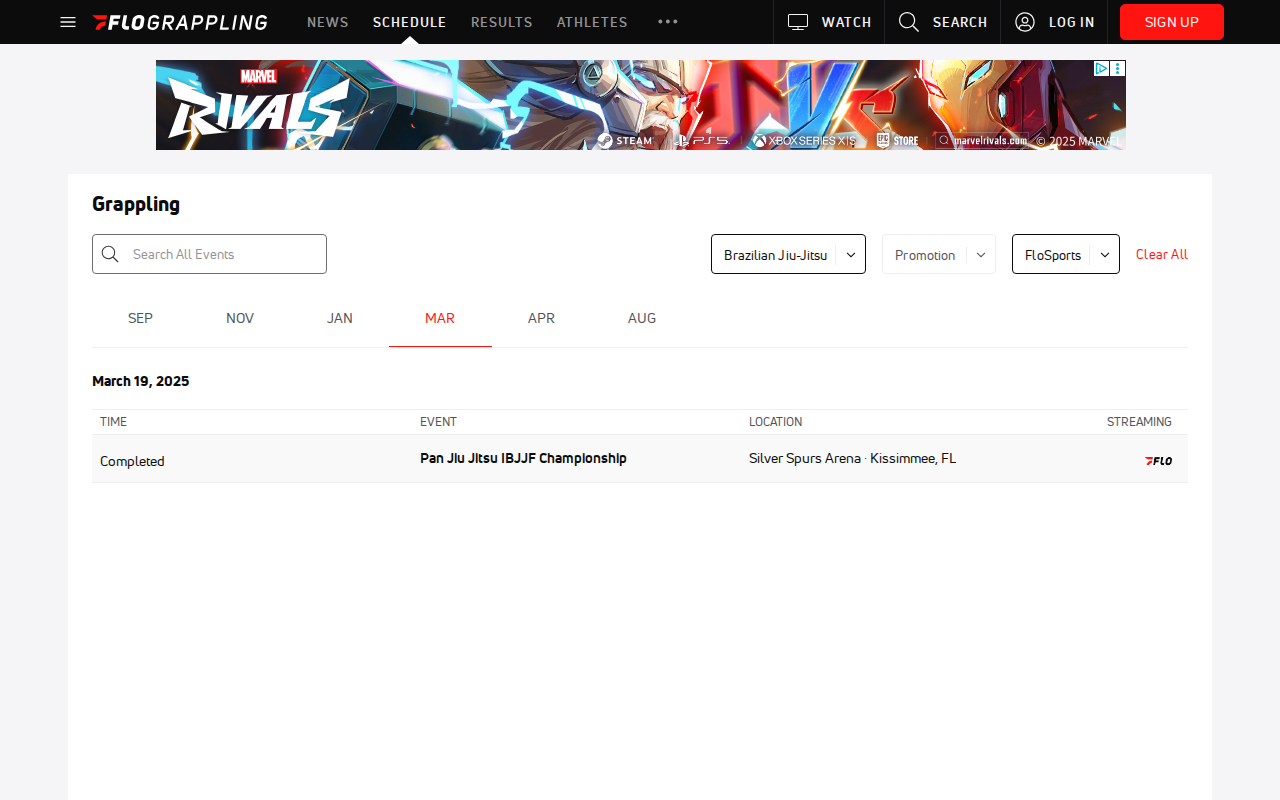 FLOGRAPPLING NEWS SCHEDULE RESULTS ATHLETES WATCH SEARCH LOG IN SIGN UP
MARVEL
RIVALS
VS
STEAM PS5 XBOX SERIES X|S EPIC GAMES STORE marvelrivals.com © 2025 MARVEL
Grappling
Search All Events Brazilian Jiu-Jitsu Promotion FloSports Clear All
SEP NOV JAN MAR APR AUG
March 19, 2025
TIME EVENT LOCATION STREAMING
Completed Pan Jiu Jitsu IBJJF Championship Silver Spurs Arena · Kissimmee, FL FLO